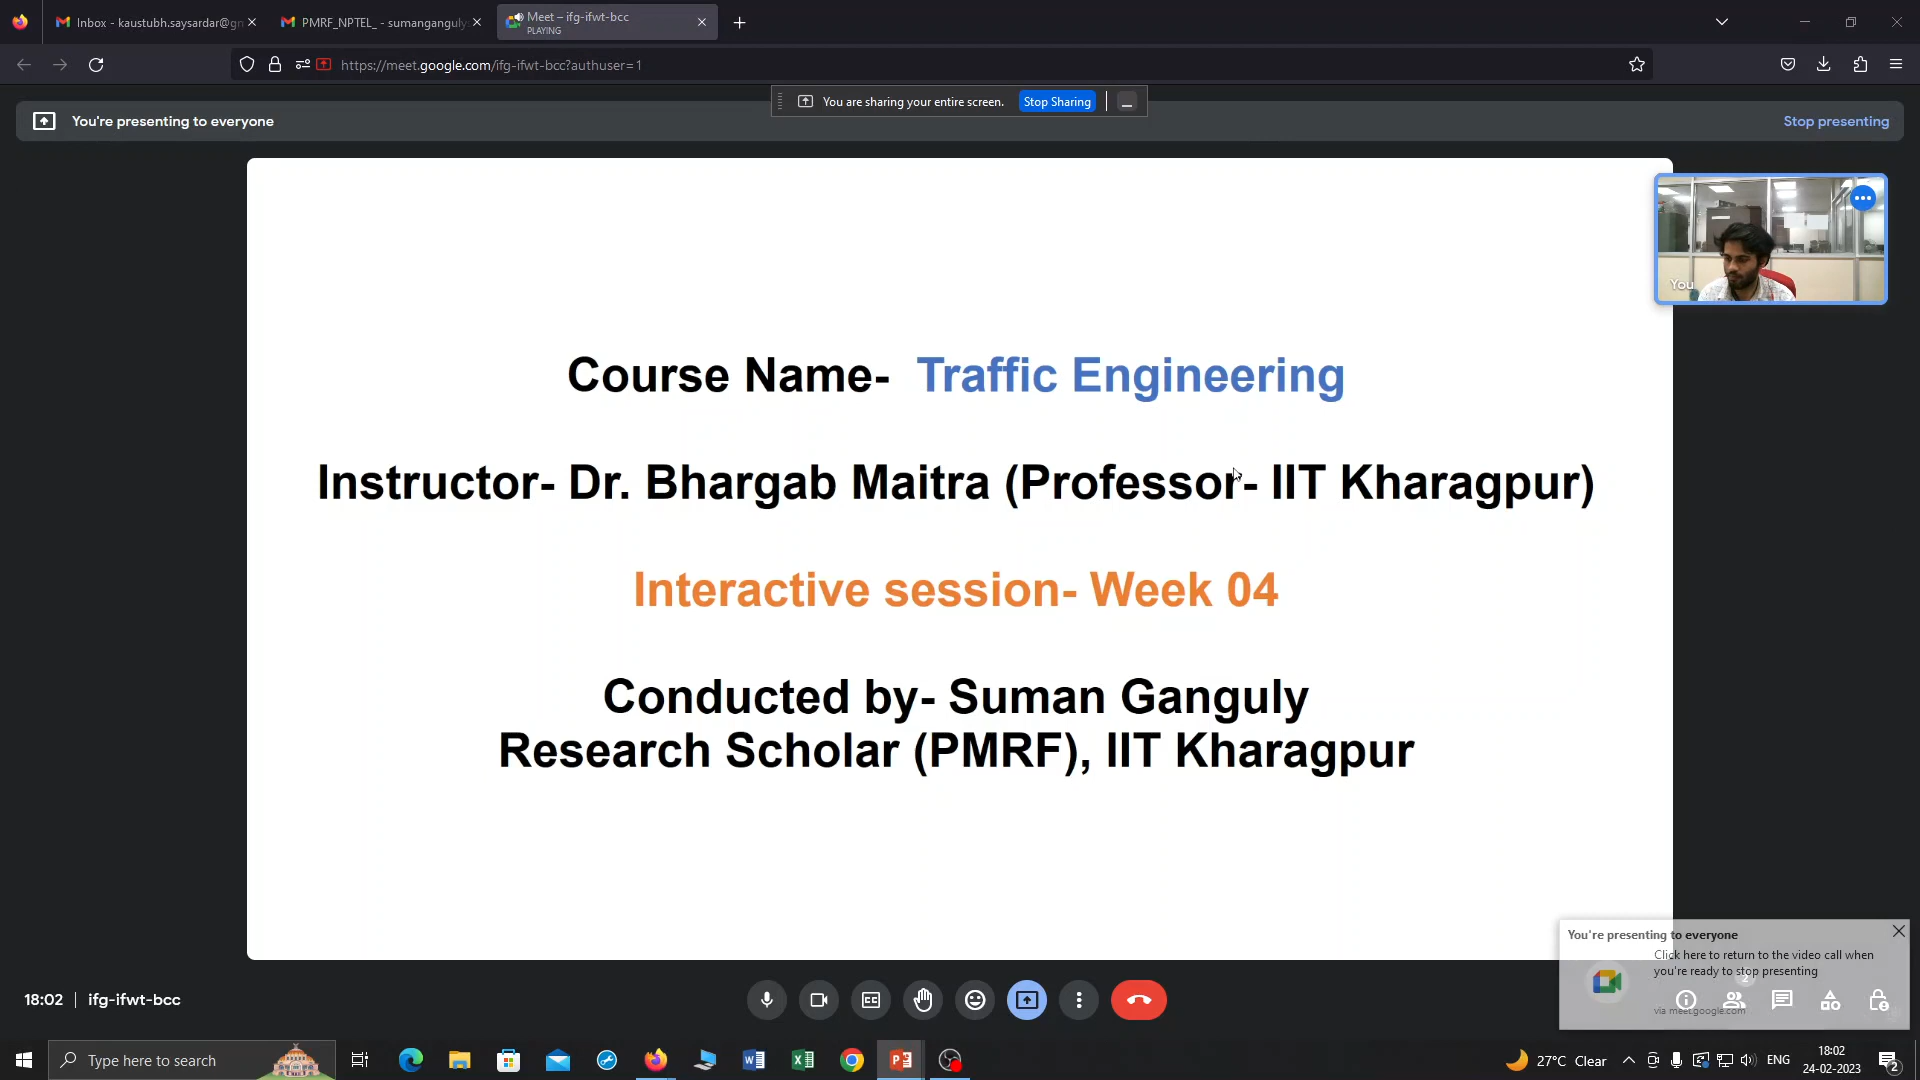 Inbox - kaustubh.saysardar@gn
PMRF_NPTEL_ - sumanganguly
Meet – ifg-ifwt-bcc
PLAYING
https://meet.google.com/ifg-ifwt-bcc?authuser=1
You are sharing your entire screen.
Stop Sharing
You're presenting to everyone
Stop presenting
You
Course Name- Traffic Engineering
Instructor- Dr. Bhargab Maitra (Professor- IIT Kharagpur)
Interactive session- Week 04
Conducted by- Suman Ganguly
Research Scholar (PMRF), IIT Kharagpur
You're presenting to everyone
Click here to return to the video call when
you're ready to stop presenting
2
via meet.google.com
18:02 | ifg-ifwt-bcc
Type here to search
27°C Clear
ENG
18:02
24-02-2023
2